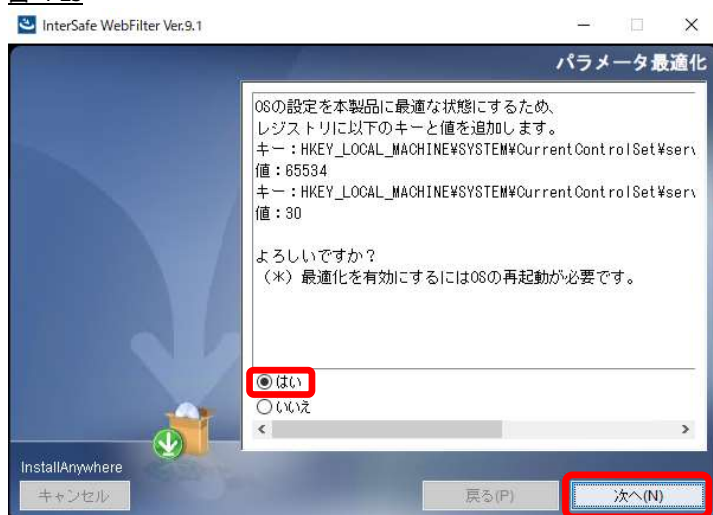 InterSafe WebFilter Ver.9.1
パラメータ最適化
OSの設定を本製品に最適な状態にするため、
レジストリに以下のキーと値を追加します。
キー：HKEY_LOCAL_MACHINE¥SYSTEM¥CurrentControlSet¥serv
値：65534
キー：HKEY_LOCAL_MACHINE¥SYSTEM¥CurrentControlSet¥serv
値：30
よろしいですか？
（＊）最適化を有効にするにはOSの再起動が必要です。
はい
いいえ
InstallAnywhere
キャンセル
戻る(P)
次へ(N)